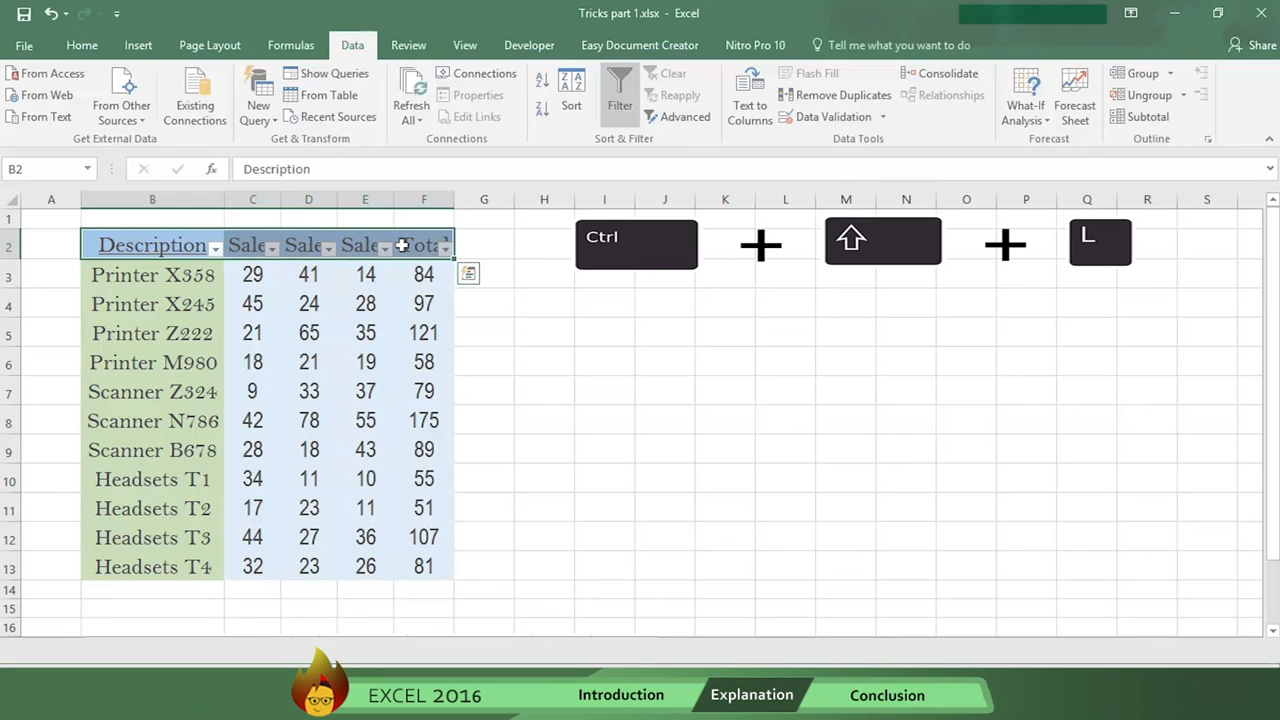 Tricks part 1.xlsx - Excel
File Home Insert Page Layout Formulas Data Review View Developer Easy Document Creator Nitro Pro 10 Tell me what you want to do Share
From Access
From Web
From Text
From Other Sources
Existing Connections
Get External Data
New Query
Show Queries
From Table
Recent Sources
Get & Transform
Refresh All
Connections
Properties
Edit Links
Connections
Sort
Filter
Clear
Reapply
Advanced
Sort & Filter
Text to Columns
Flash Fill
Remove Duplicates
Data Validation
Consolidate
Relationships
Data Tools
What-If Analysis
Forecast Sheet
Forecast
Group
Ungroup
Subtotal
Outline
B2 fx Description
A B C D E F G H I J K L M N O P Q R S
1
2 Description Sale Sale Sale Total
3 Printer X358 29 41 14 84
4 Printer X245 45 24 28 97
5 Printer Z222 21 65 35 121
6 Printer M980 18 21 19 58
7 Scanner Z324 9 33 37 79
8 Scanner N786 42 78 55 175
9 Scanner B678 28 18 43 89
10 Headsets T1 34 11 10 55
11 Headsets T2 17 23 11 51
12 Headsets T3 44 27 36 107
13 Headsets T4 32 23 26 81
14
15
16
Ctrl + + L
EXCEL 2016 Introduction Explanation Conclusion